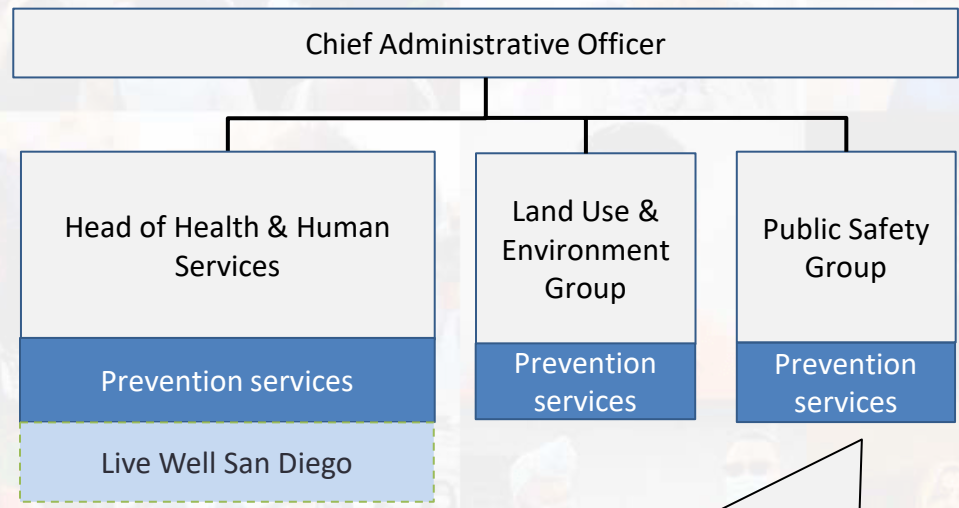 Chief Administrative Officer
Head of Health & Human
Services
Land Use &
Environment
Group
Public Safety
Group
Prevention services
Prevention
services
Prevention
services
Live Well San Diego